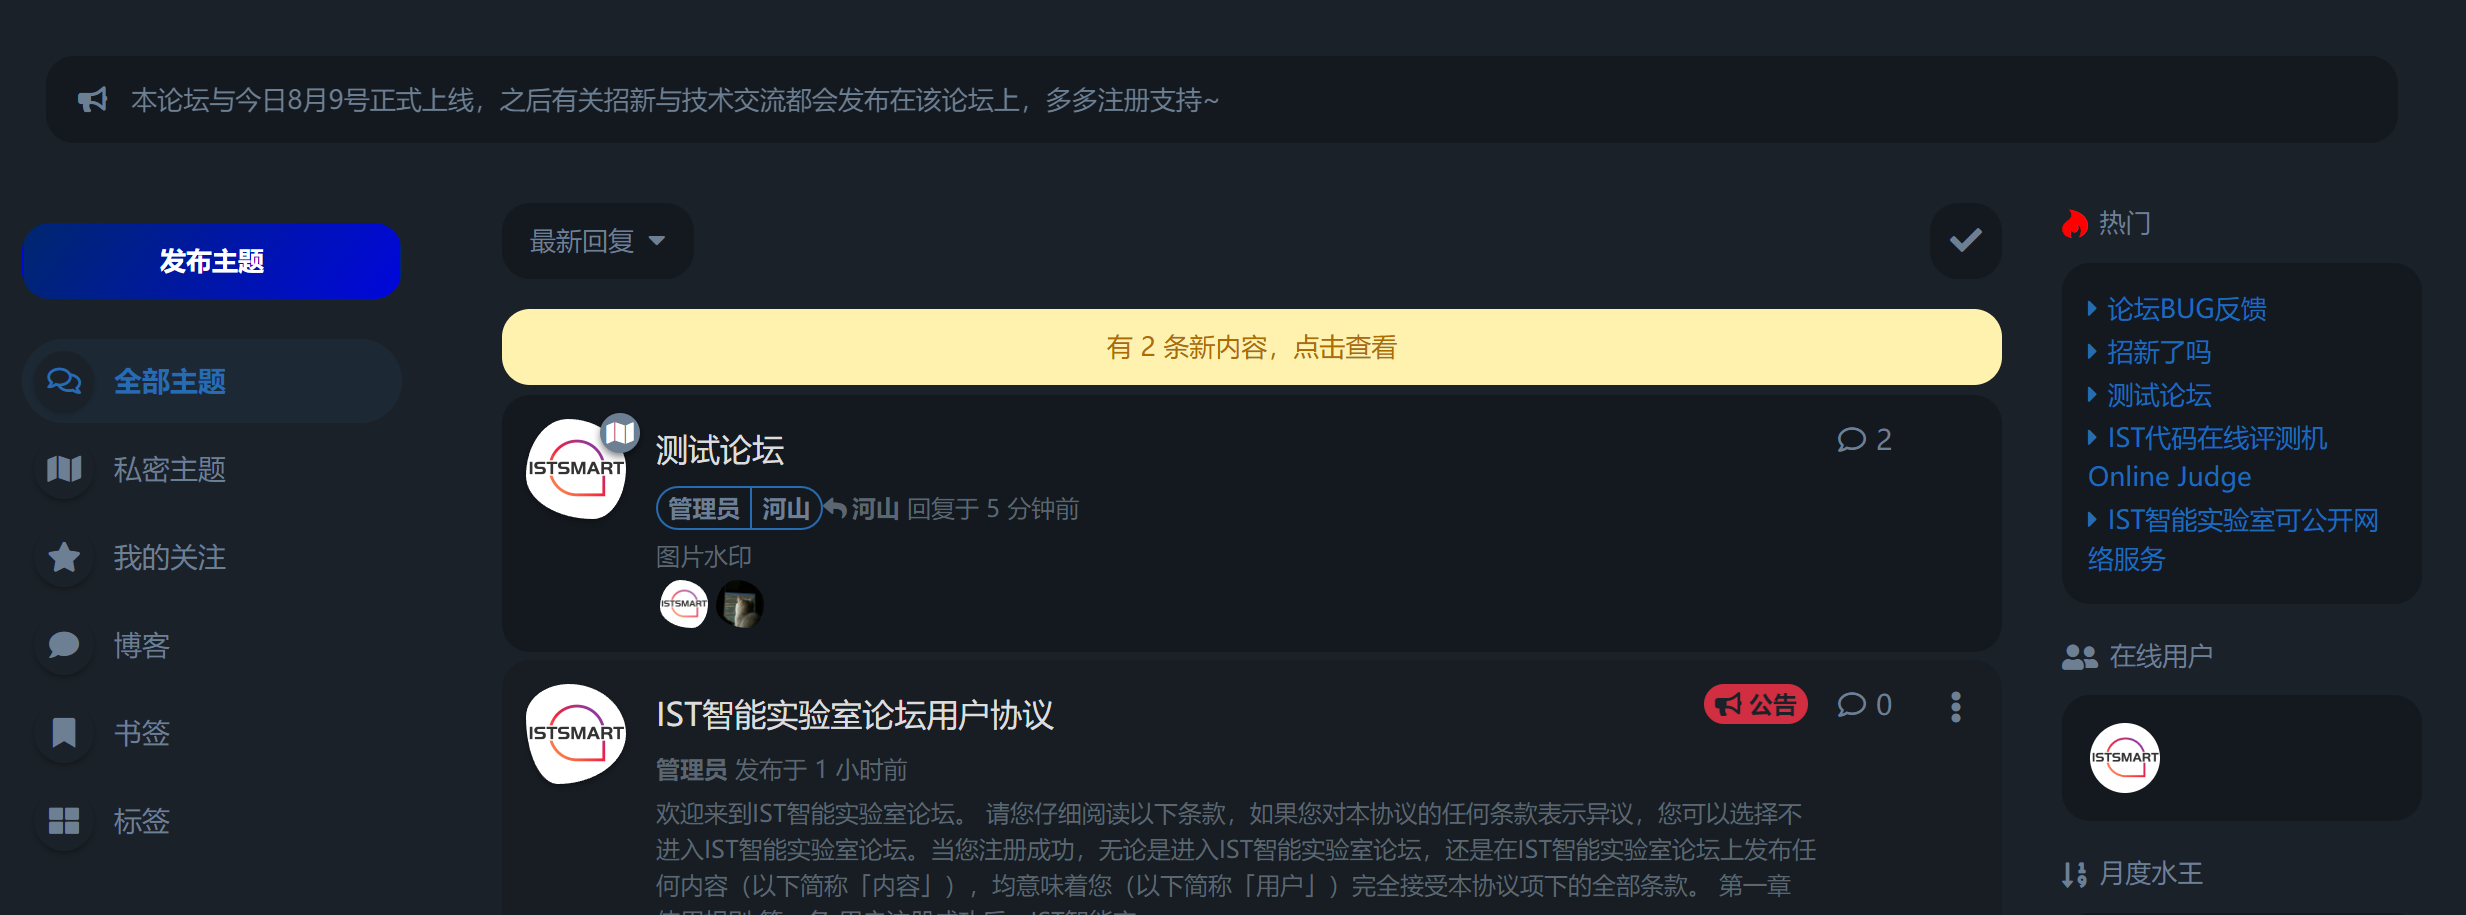 本论坛与今日8月9号正式上线，之后有关招新与技术交流都会发布在该论坛上，多多注册支持~
发布主题
全部主题
私密主题
我的关注
博客
书签
标签
最新回复
有 2 条新内容，点击查看
ISTSMART
测试论坛
2
管理员 河山 河山 回复于 5 分钟前
图片水印
ISTSMART
ISTSMART
IST智能实验室论坛用户协议
公告
0
管理员 发布于 1 小时前
欢迎来到IST智能实验室论坛。 请您仔细阅读以下条款，如果您对本协议的任何条款表示异议，您可以选择不
进入IST智能实验室论坛。当您注册成功，无论是进入IST智能实验室论坛，还是在IST智能实验室论坛上发布任
何内容（以下简称「内容」），均意味着您（以下简称「用户」）完全接受本协议项下的全部条款。 第一章
热门
论坛BUG反馈
招新了吗
测试论坛
IST代码在线评测机
Online Judge
IST智能实验室可公开网
络服务
在线用户
ISTSMART
月度水王